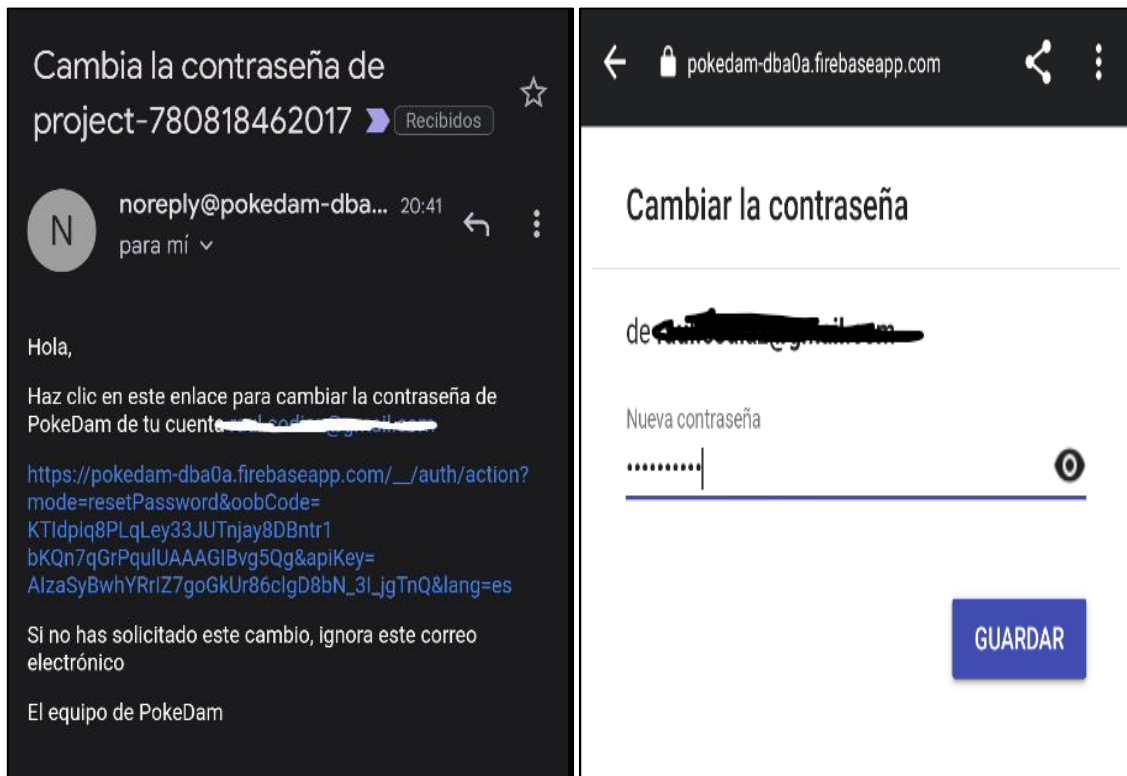 Cambia la contraseña de
project-780818462017 Recibidos
N
noreply@pokedam-dba... 20:41
para mí
Hola,
Haz clic en este enlace para cambiar la contraseña de
PokeDam de tu cuenta
https://pokedam-dba0a.firebaseapp.com/__/auth/action?
mode=resetPassword&oobCode=
KTIdpiq8PLqLey33JUTnjay8DBntr1
bKQn7qGrPqulUAAAGIBvg5Qg&apiKey=
AIzaSyBwhYRrIZ7goGkUr86cIgD8bN_3I_jgTnQ&lang=es
Si no has solicitado este cambio, ignora este correo
electrónico
El equipo de PokeDam
pokedam-dba0a.firebaseapp.com
Cambiar la contraseña
de
Nueva contraseña
••••••••••
GUARDAR